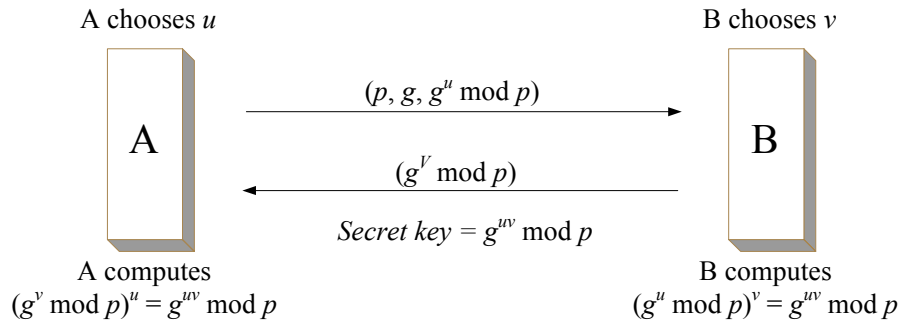 A chooses u
B chooses v
(p, g, g^u mod p)
A
B
(g^V mod p)
Secret key = g^uv mod p
A computes
(g^v mod p)^u = g^uv mod p
B computes
(g^u mod p)^v = g^uv mod p